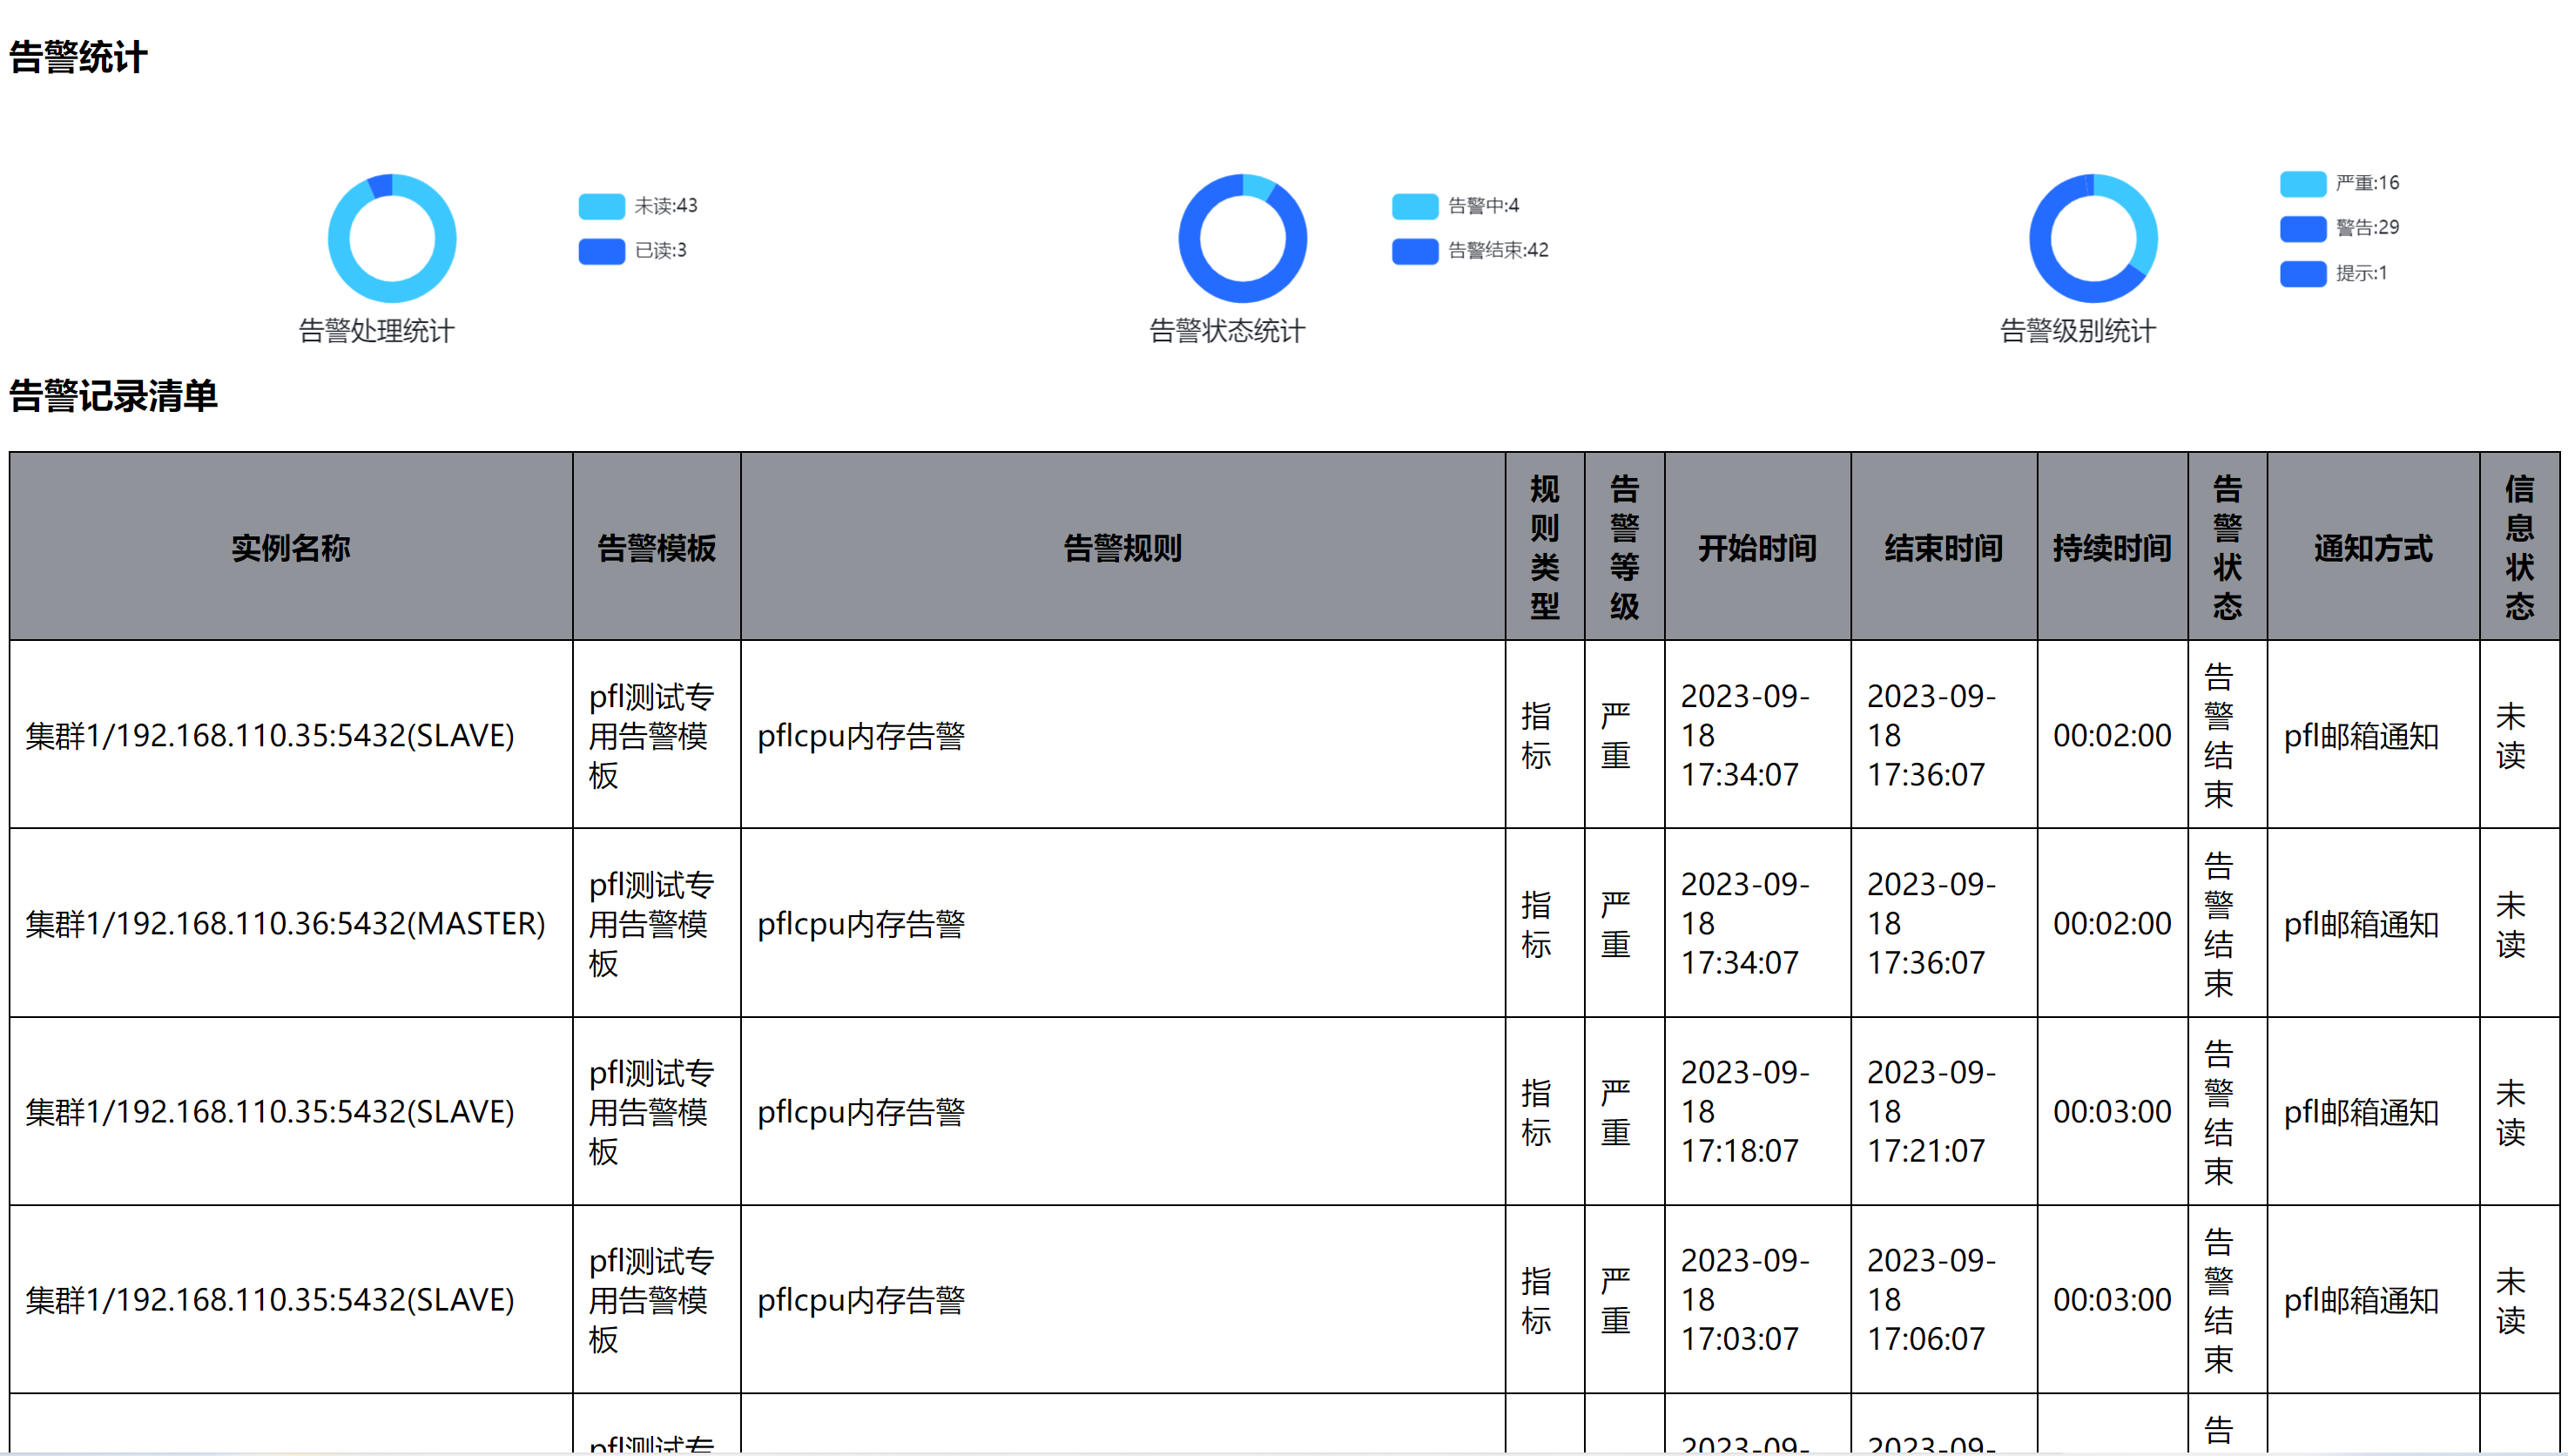 告警统计
未读:43
已读:3
告警处理统计
告警中:4
告警结束:42
告警状态统计
严重:16
警告:29
提示:1
告警级别统计
告警记录清单
实例名称
告警模板
告警规则
规
则
类
型
告
警
等
级
开始时间
结束时间
持续时间
告
警
状
态
通知方式
信
息
状
态
集群1/192.168.110.35:5432(SLAVE)
pfl测试专
用告警模
板
pflcpu内存告警
指
标
严
重
2023-09-
18
17:34:07
2023-09-
18
17:36:07
00:02:00
告
警
结
束
pfl邮箱通知
未
读
集群1/192.168.110.36:5432(MASTER)
pfl测试专
用告警模
板
pflcpu内存告警
指
标
严
重
2023-09-
18
17:34:07
2023-09-
18
17:36:07
00:02:00
告
警
结
束
pfl邮箱通知
未
读
集群1/192.168.110.35:5432(SLAVE)
pfl测试专
用告警模
板
pflcpu内存告警
指
标
严
重
2023-09-
18
17:18:07
2023-09-
18
17:21:07
00:03:00
告
警
结
束
pfl邮箱通知
未
读
集群1/192.168.110.35:5432(SLAVE)
pfl测试专
用告警模
板
pflcpu内存告警
指
标
严
重
2023-09-
18
17:03:07
2023-09-
18
17:06:07
00:03:00
告
警
结
束
pfl邮箱通知
未
读
pfl测试专
2023-09-
2023-09-
告